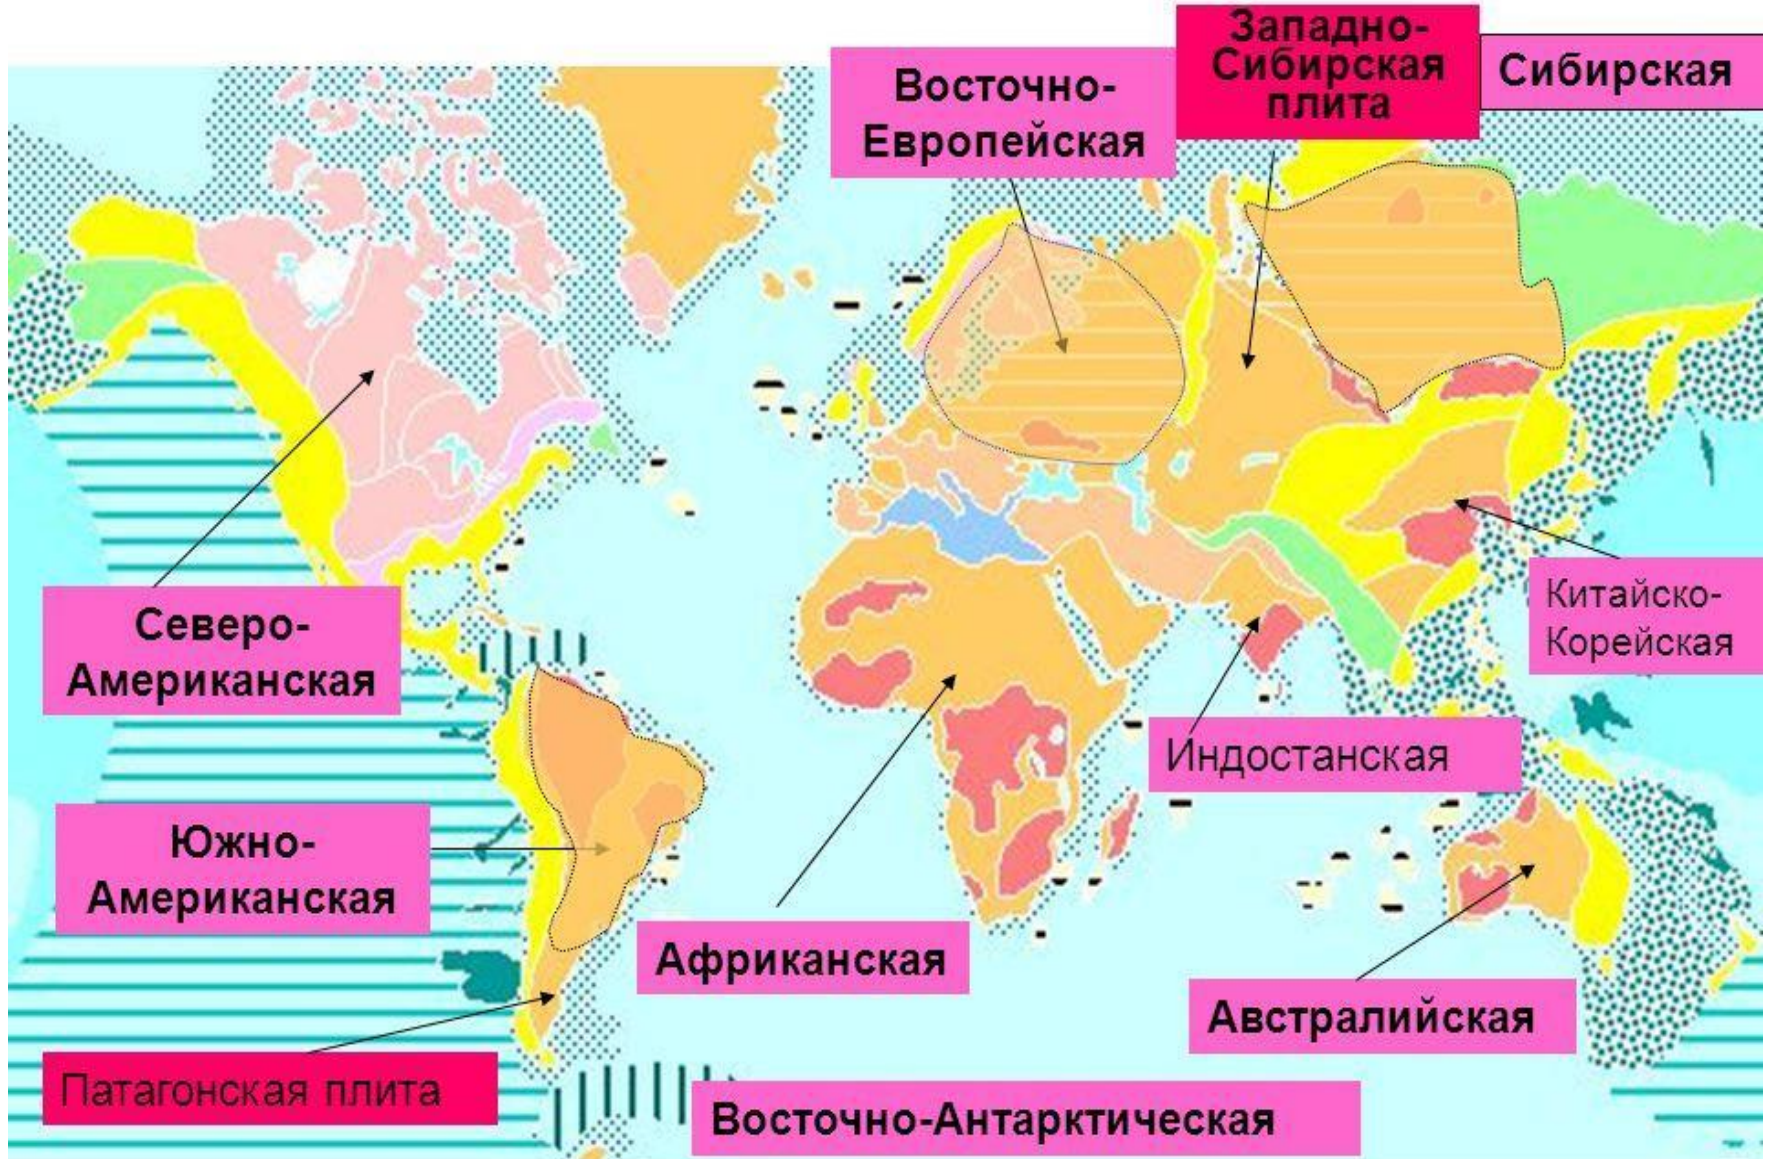 Западно-
Сибирская
плита
Сибирская
Восточно-
Европейская
Северо-
Американская
Китайско-
Корейская
Индостанская
Южно-
Американская
Африканская
Австралийская
Патагонская плита
Восточно-Антарктическая